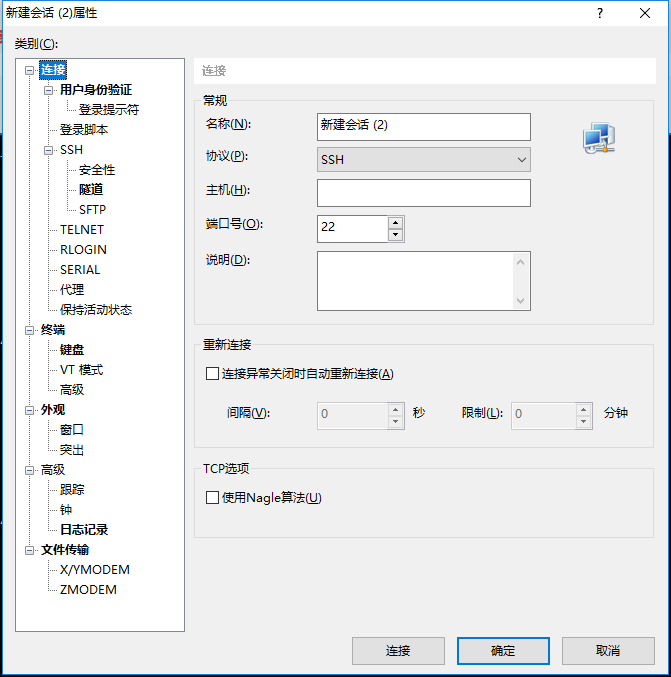 新建会话 (2)属性
类别(C):
连接
用户身份验证
登录提示符
登录脚本
SSH
安全性
隧道
SFTP
TELNET
RLOGIN
SERIAL
代理
保持活动状态
终端
键盘
VT 模式
高级
外观
窗口
突出
高级
跟踪
钟
日志记录
文件传输
X/YMODEM
ZMODEM
连接
常规
名称(N): 新建会话 (2)
协议(P): SSH
主机(H):
端口号(O): 22
说明(D):
重新连接
连接异常关闭时自动重新连接(A)
间隔(V): 0 秒 限制(L): 0 分钟
TCP选项
使用Nagle算法(U)
连接 确定 取消